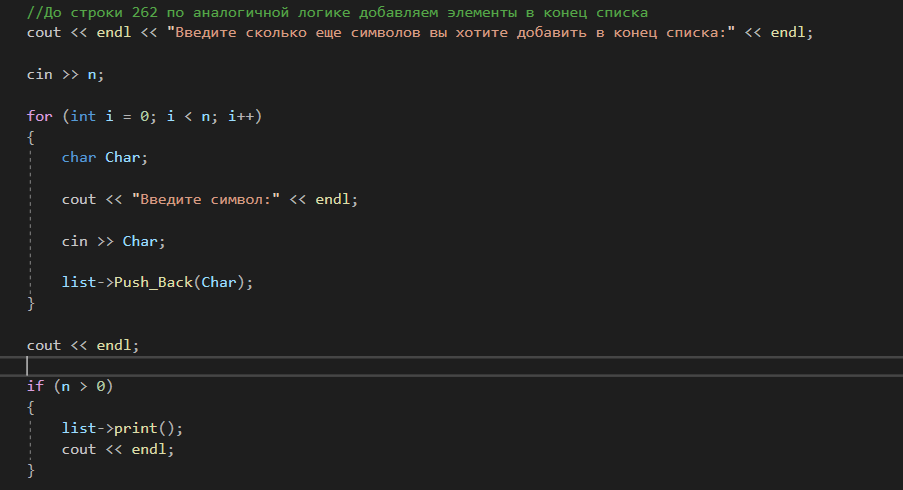 //До строки 262 по аналогичной логике добавляем элементы в конец списка
cout << endl << "Введите сколько еще символов вы хотите добавить в конец списка:" << endl;
cin >> n;
for (int i = 0; i < n; i++)
{
char Char;
cout << "Введите символ:" << endl;
cin >> Char;
list->Push_Back(Char);
}
cout << endl;
if (n > 0)
{
list->print();
cout << endl;
}